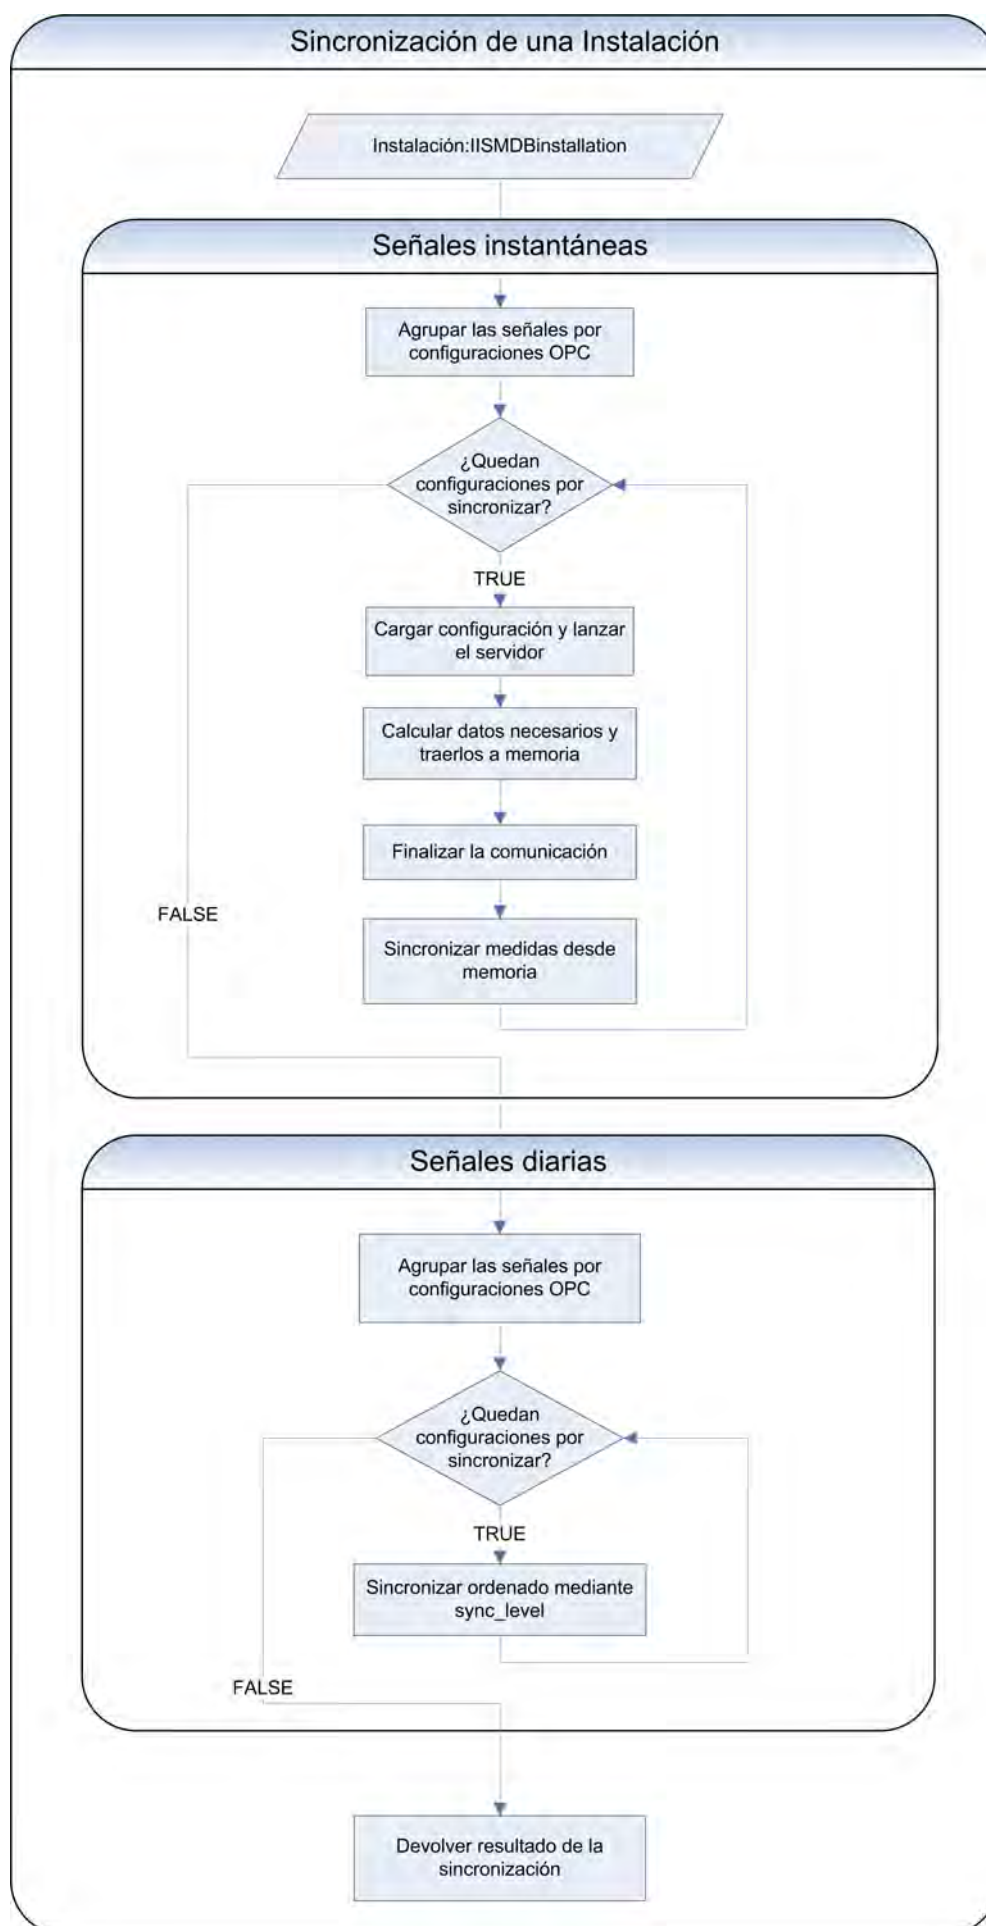 Sincronización de una Instalación
Instalación:IISMDBinstallation
Señales instantáneas
Agrupar las señales por
configuraciones OPC
¿Quedan
configuraciones por
sincronizar?
TRUE
Cargar configuración y lanzar
el servidor
Calcular datos necesarios y
traerlos a memoria
Finalizar la comunicación
FALSE
Sincronizar medidas desde
memoria
Señales diarias
Agrupar las señales por
configuraciones OPC
¿Quedan
configuraciones por
sincronizar?
TRUE
Sincronizar ordenado mediante
sync_level
FALSE
Devolver resultado de la
sincronización